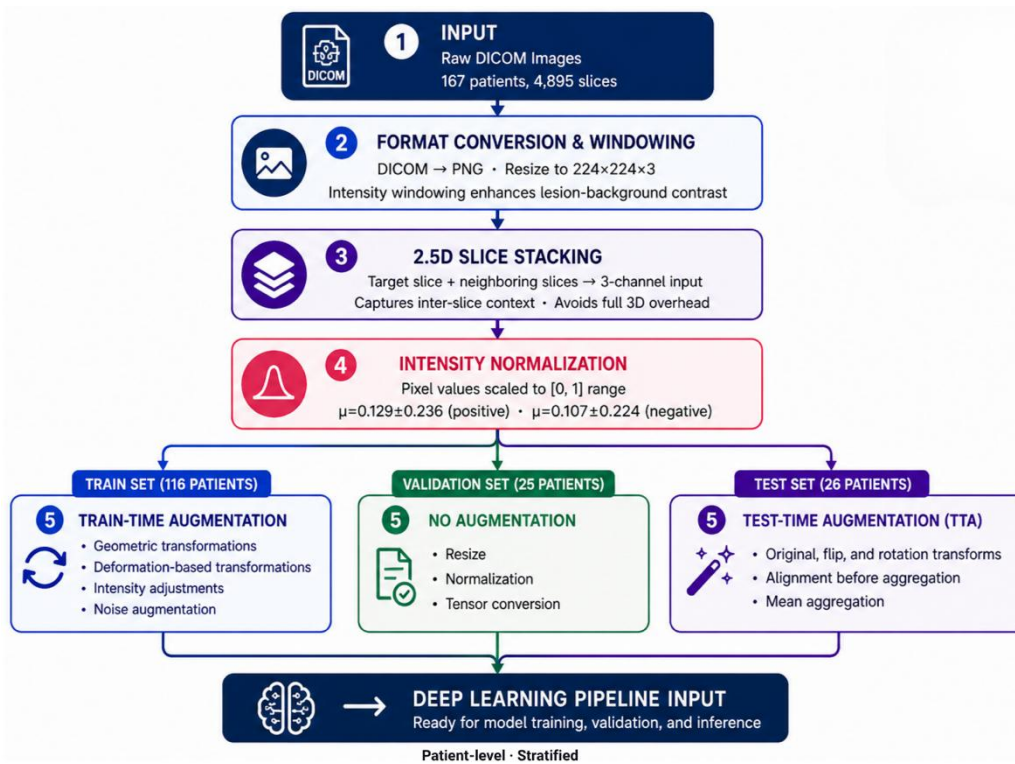 DICOM
1
INPUT
Raw DICOM Images
167 patients, 4,895 slices
2
FORMAT CONVERSION & WINDOWING
DICOM → PNG • Resize to 224×224×3
Intensity windowing enhances lesion-background contrast
3
2.5D SLICE STACKING
Target slice + neighboring slices → 3-channel input
Captures inter-slice context • Avoids full 3D overhead
4
INTENSITY NORMALIZATION
Pixel values scaled to [0, 1] range
μ=0.129±0.236 (positive) • μ=0.107±0.224 (negative)
TRAIN SET (116 PATIENTS)
5
TRAIN-TIME AUGMENTATION
• Geometric transformations
• Deformation-based transformations
• Intensity adjustments
• Noise augmentation
VALIDATION SET (25 PATIENTS)
5
NO AUGMENTATION
• Resize
• Normalization
• Tensor conversion
TEST SET (26 PATIENTS)
5
TEST-TIME AUGMENTATION (TTA)
• Original, flip, and rotation transforms
• Alignment before aggregation
• Mean aggregation
DEEP LEARNING PIPELINE INPUT
Ready for model training, validation, and inference
Patient-level · Stratified